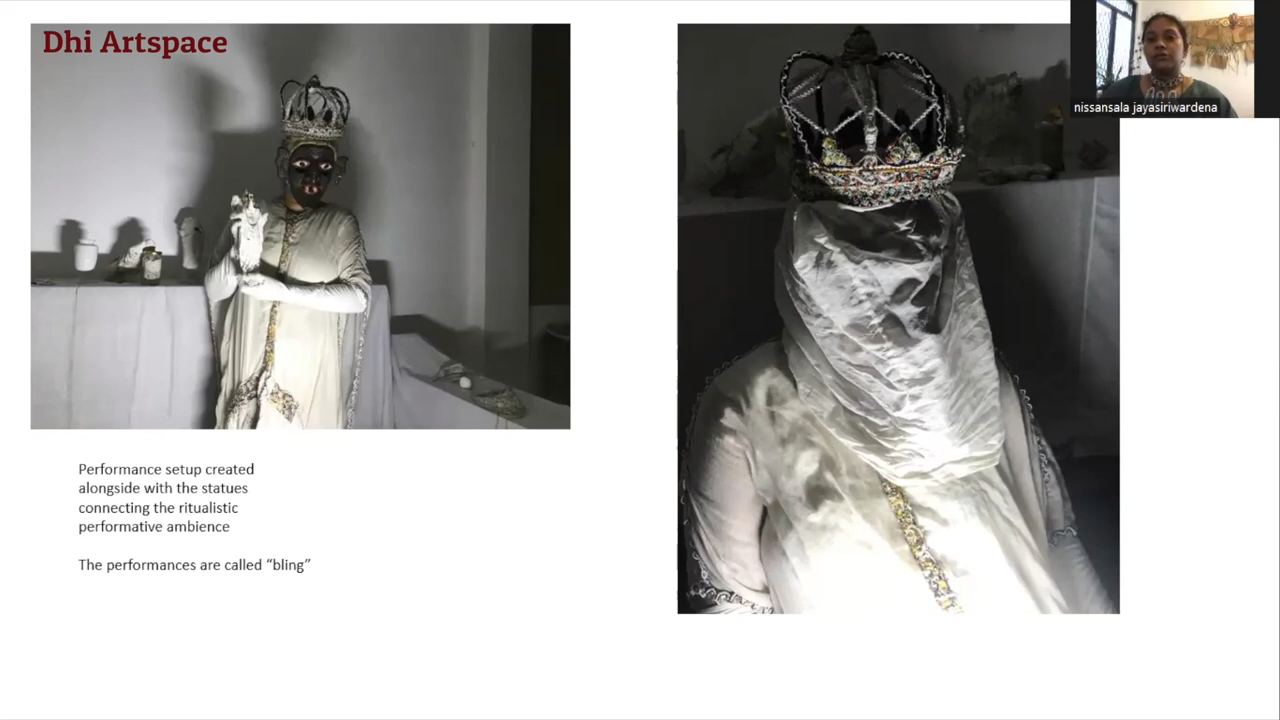 Dhi Artspace
nissansala jayasiriwardena
Performance setup created
alongside with the statues
connecting the ritualistic
performative ambience
The performances are called “bling”